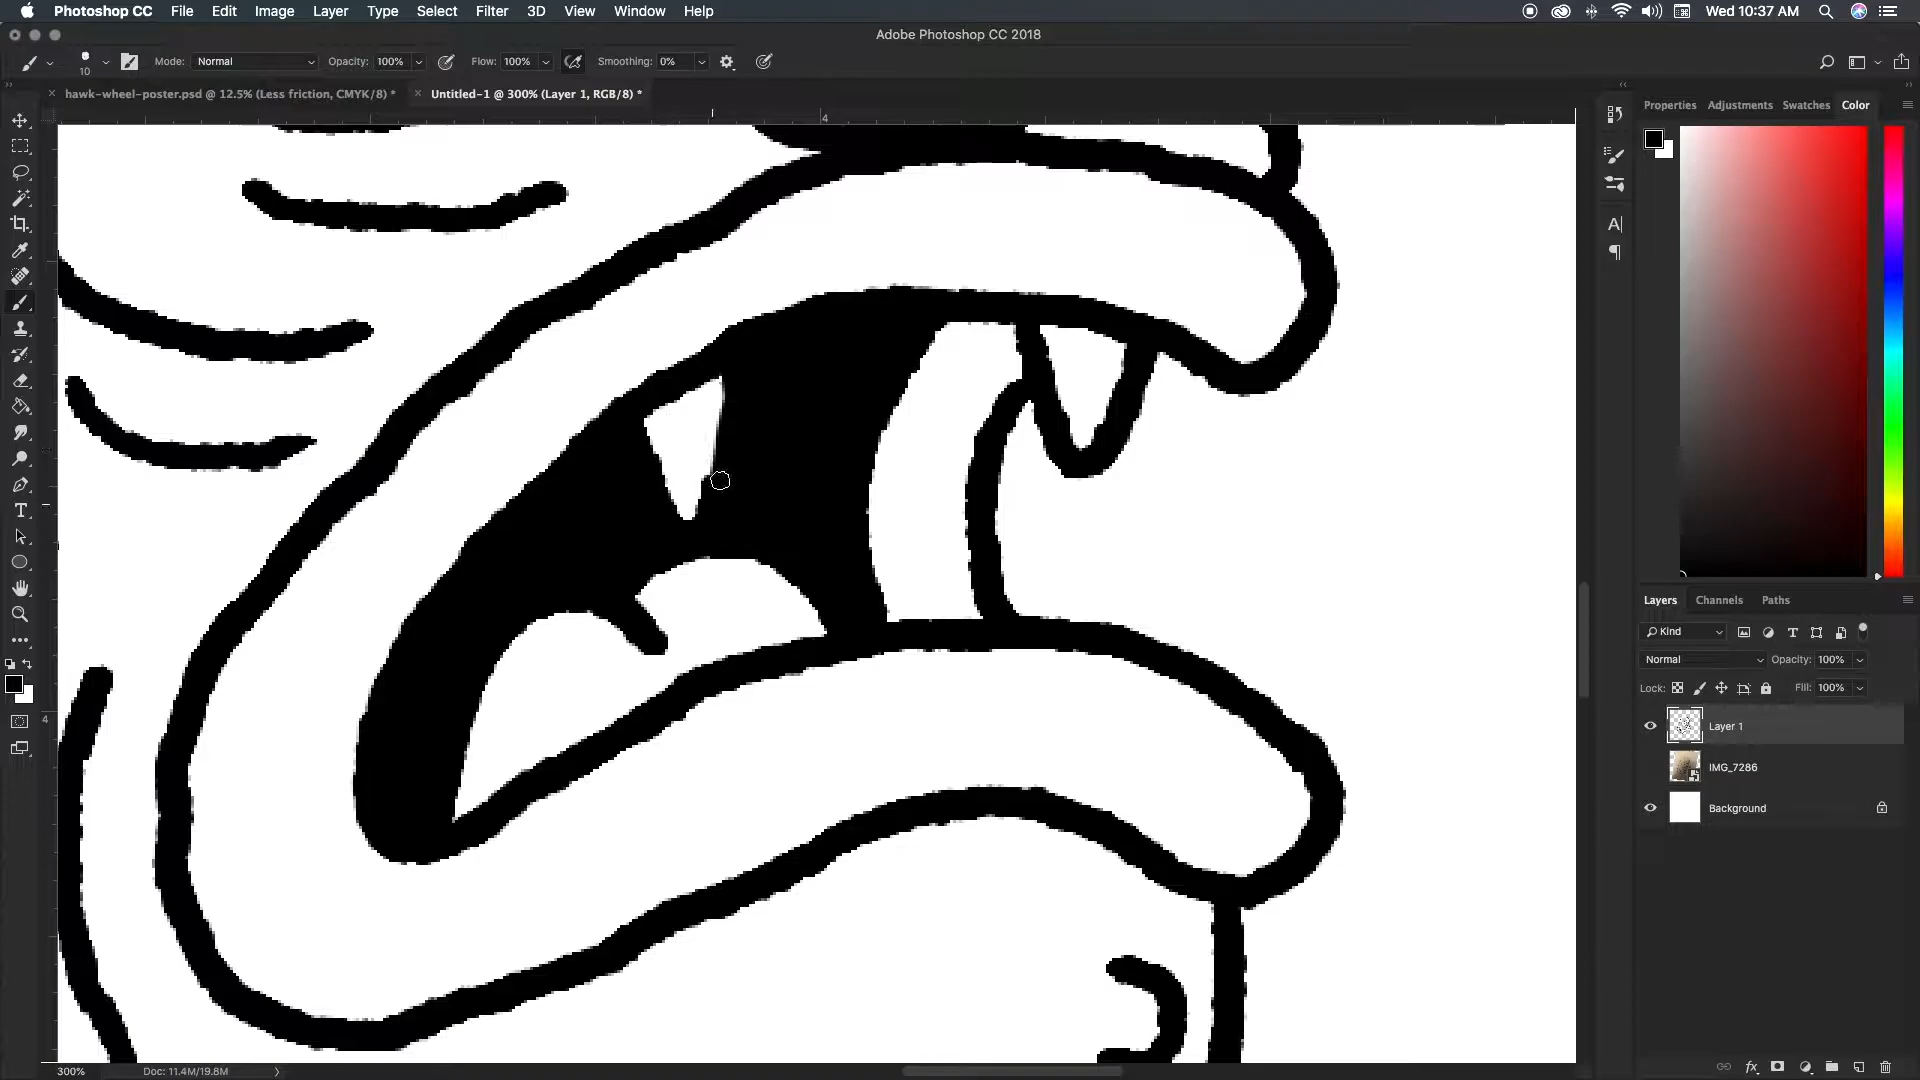 Photoshop CC File Edit Image Layer Type Select Filter 3D View Window Help Wed 10:37 AM
Adobe Photoshop CC 2018
10 Mode: Normal Opacity: 100% Flow: 100% Smoothing: 0%
hawk-wheel-poster.psd @ 12.5% (Less friction, CMYK/8) * Untitled-1 @ 300% (Layer 1, RGB/8) *
Properties Adjustments Swatches Color
4
4
Layers Channels Paths
Kind
Normal Opacity: 100%
Lock: Fill: 100%
Layer 1
IMG_7286
Background
300% Doc: 11.4M/19.8M